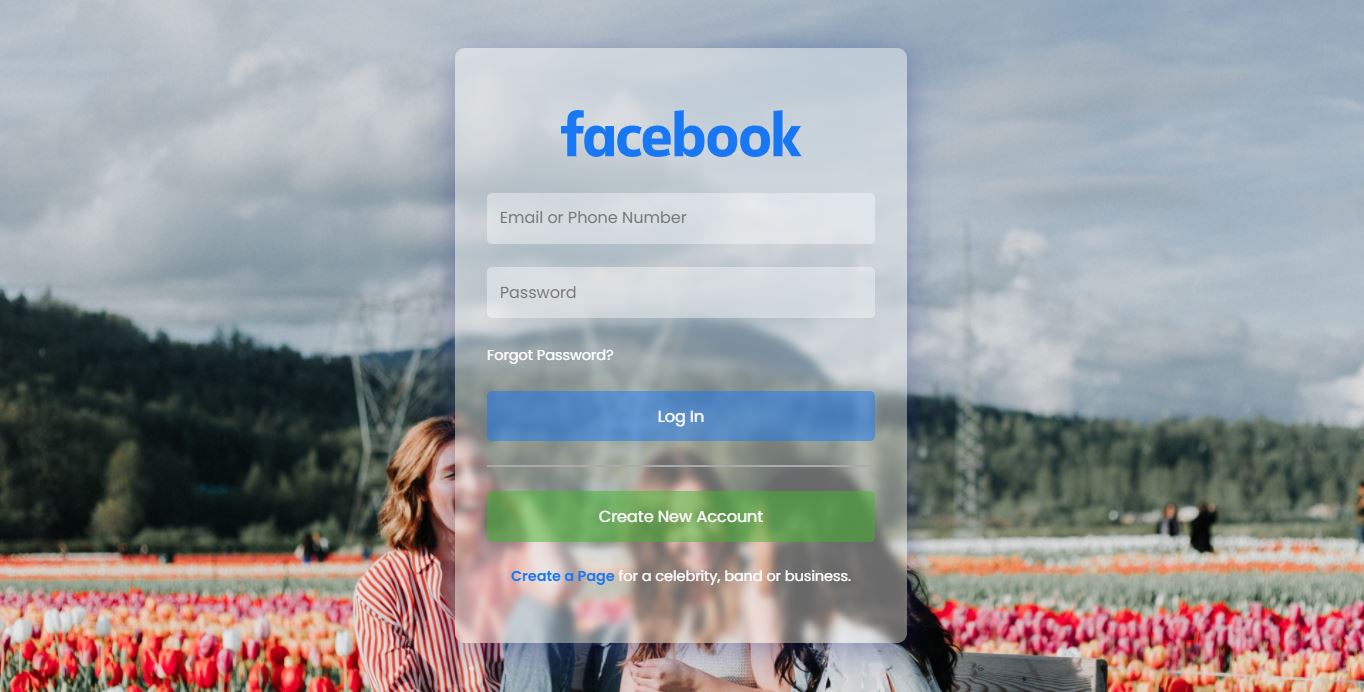 facebook
Email or Phone Number
Password
Forgot Password?
Log In
Create New Account
Create a Page for a celebrity, band or business.